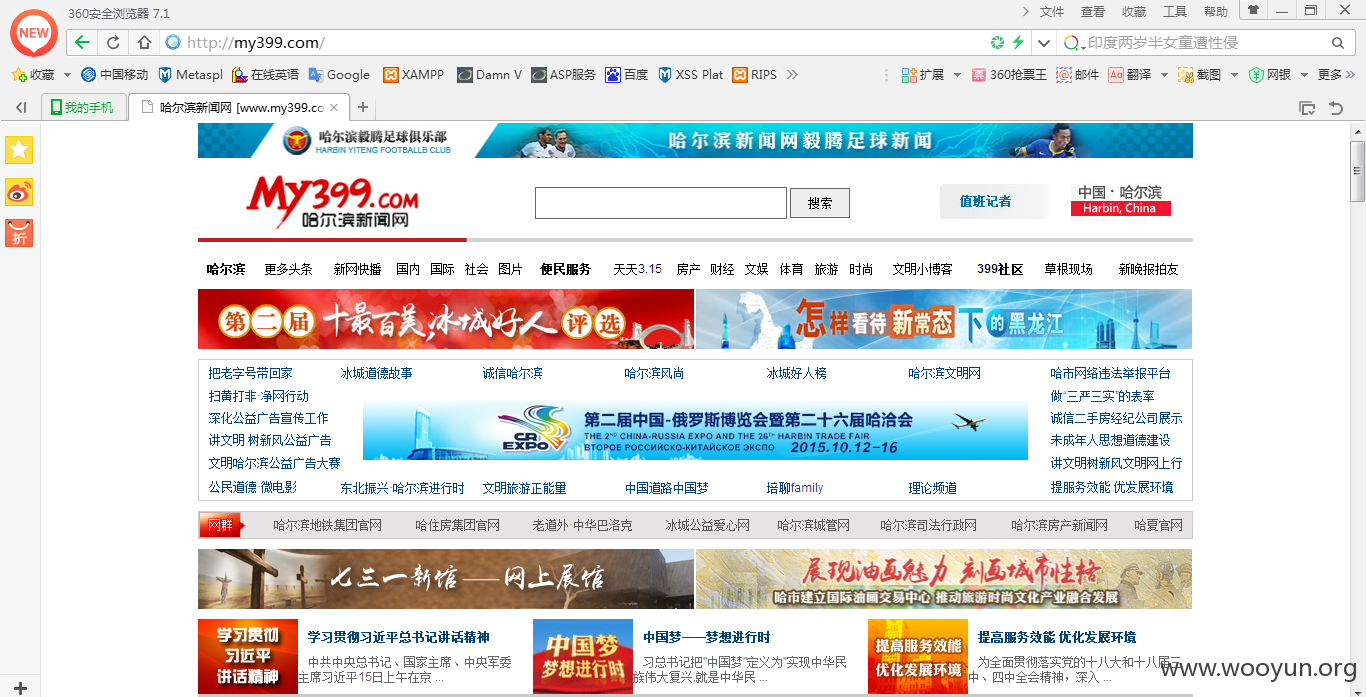 360安全浏览器 7.1
文件 查看 收藏 工具 帮助
NEW
http://my399.com/
印度两岁半女童遭性侵
收藏 中国移动 Metaspl 在线英语 Google XAMPP Damn V ASP服务 百度 XSS Plat RIPS
扩展 360抢票王 邮件 翻译 截图 网银 更多
我的手机
哈尔滨新闻网 [www.my399.cc
哈尔滨毅腾足球俱乐部
HARBIN YITENG FOOTBALLB CLUB
哈尔滨新闻网毅腾足球新闻
MY399.COM
哈尔滨新闻网
搜索
值班记者
中国·哈尔滨
Harbin, China
折
哈尔滨 更多头条 新网快播 国内 国际 社会 图片 便民服务 天天3.15 房产 财经 文娱 体育 旅游 时尚 文明小博客 399社区 草根现场 新晚报拍友
第二届十最百美,冰城好人评选
怎样看待新常态下的黑龙江
把老字号带回家 冰城道德故事 诚信哈尔滨 哈尔滨风尚 冰城好人榜 哈尔滨文明网 哈市网络违法举报平台
扫黄打非·净网行动
做“三严三实”的表率
深化公益广告宣传工作
诚信二手房经纪公司展示
讲文明 树新风公益广告
未成年人思想道德建设
文明哈尔滨公益广告大赛
讲文明树新风文明网上行
CR EXPO
第二届中国-俄罗斯博览会暨第二十六届哈洽会
THE 2ND CHINA-RUSSIA EXPO AND THE 26TH HARBIN TRADE FAIR
ВТОРОЕ РОССИЙСКО-КИТАЙСКОЕ ЭКСПО 2015.10.12-16
公民道德·微电影 东北振兴·哈尔滨进行时 文明旅游正能量 中国道路中国梦 培聊family 理论频道 提服务效能 优发展环境
网群 哈尔滨地铁集团官网 哈住房集团官网 老道外·中华巴洛克 冰城公益爱心网 哈尔滨城管网 哈尔滨司法行政网 哈尔滨房产新闻网 哈夏官网
七三一新馆——网上展馆
展现油画魅力 刻画城市性格
哈市建立国际油画交易中心 推动旅游时尚文化产业融合发展
学习贯彻
习近平
讲话精神
学习贯彻习近平总书记讲话精神
中共中央总书记、国家主席、中央军委
主席习近平15日上午在京 ...
中国梦
梦想进行时
中国梦——梦想进行时
习总书记把"中国梦"定义为"实现中华民
族伟大复兴,就是中华民 ...
提高服务效能
优化发展环境
提高服务效能 优化发展环境
为全面贯彻落实党的十八大和十八届三
中、四中全会精神，深入 ...
www.wooyun.org